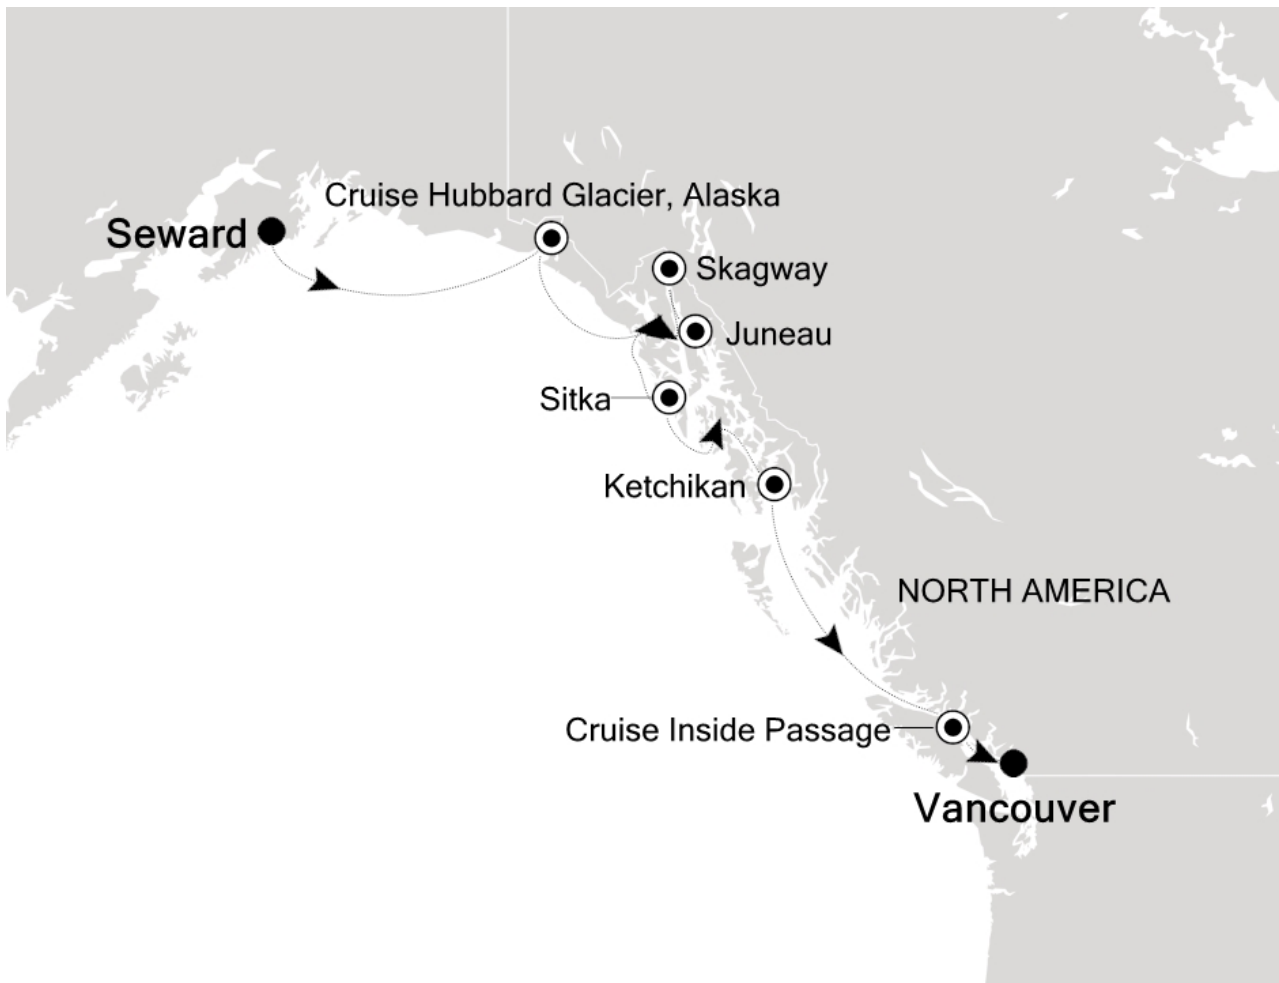 Cruise Hubbard Glacier, Alaska
Seward
Skagway
Juneau
Sitka
Ketchikan
NORTH AMERICA
Cruise Inside Passage
Vancouver